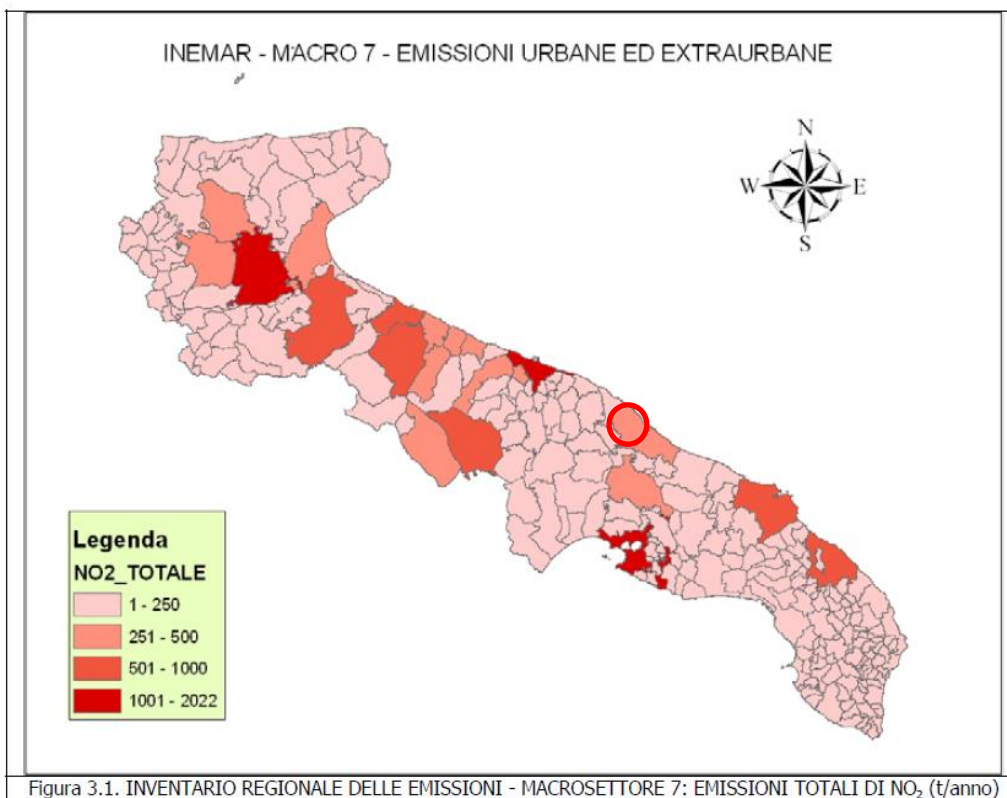 INEMAR - MACRO 7 - EMISSIONI URBANE ED EXTRAURBANE
N
W E
S
Legenda
NO2_TOTALE
1 - 250
251 - 500
501 - 1000
1001 - 2022
Figura 3.1. INVENTARIO REGIONALE DELLE EMISSIONI - MACROSETTORE 7: EMISSIONI TOTALI DI NO₂ (t/anno)